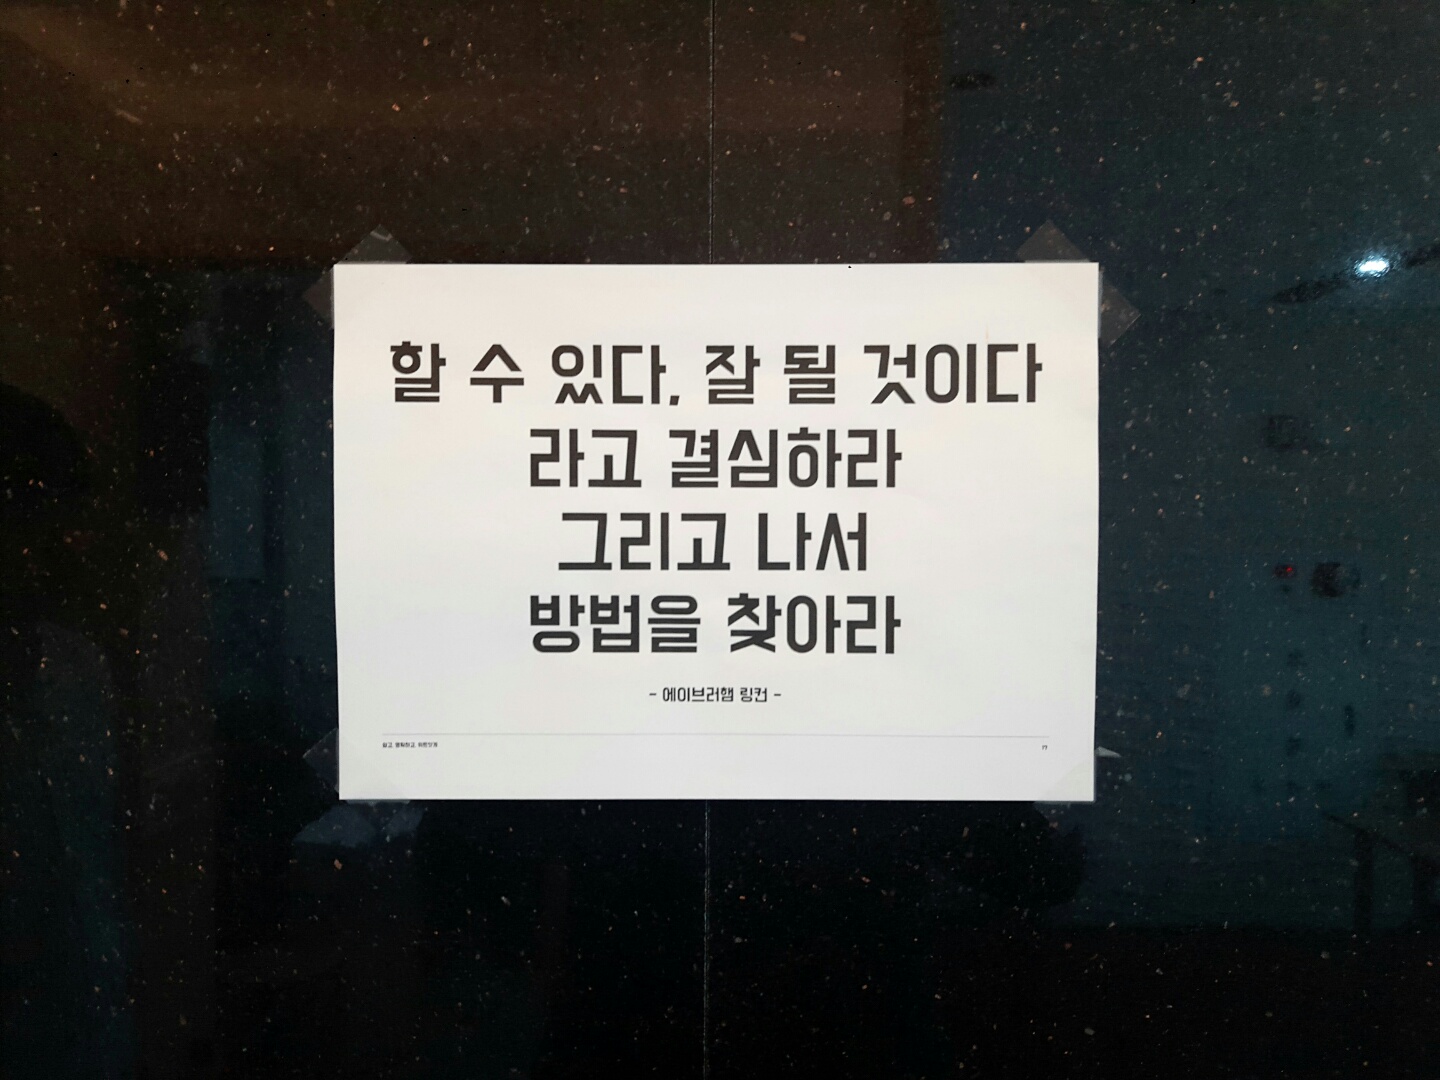 할 수 있다, 잘 될 것이다
라고 결심하라
그리고 나서
방법을 찾아라
- 에이브러햄 링컨 -